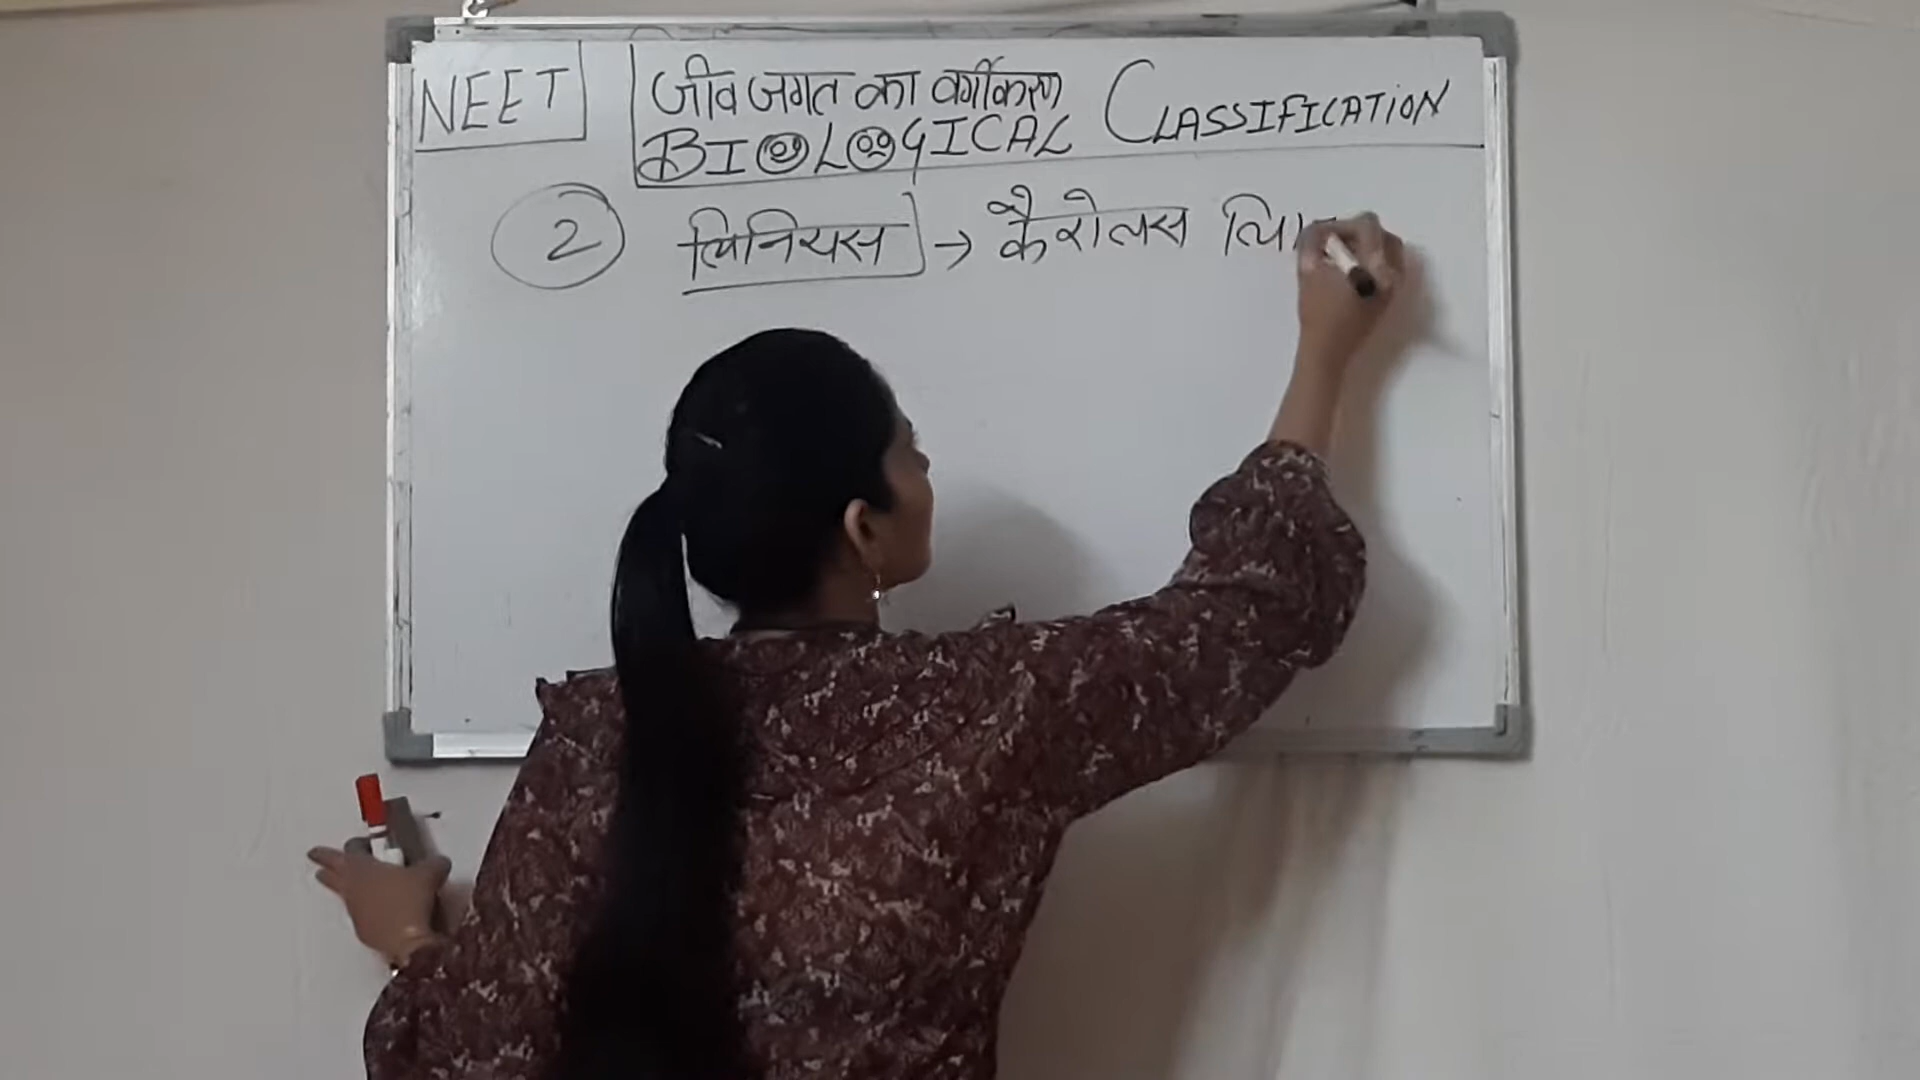 NEET
जीव जगत का वर्गीकरण
BIOLOGICAL CLASSIFICATION
2 लिनियस → कैरोलस